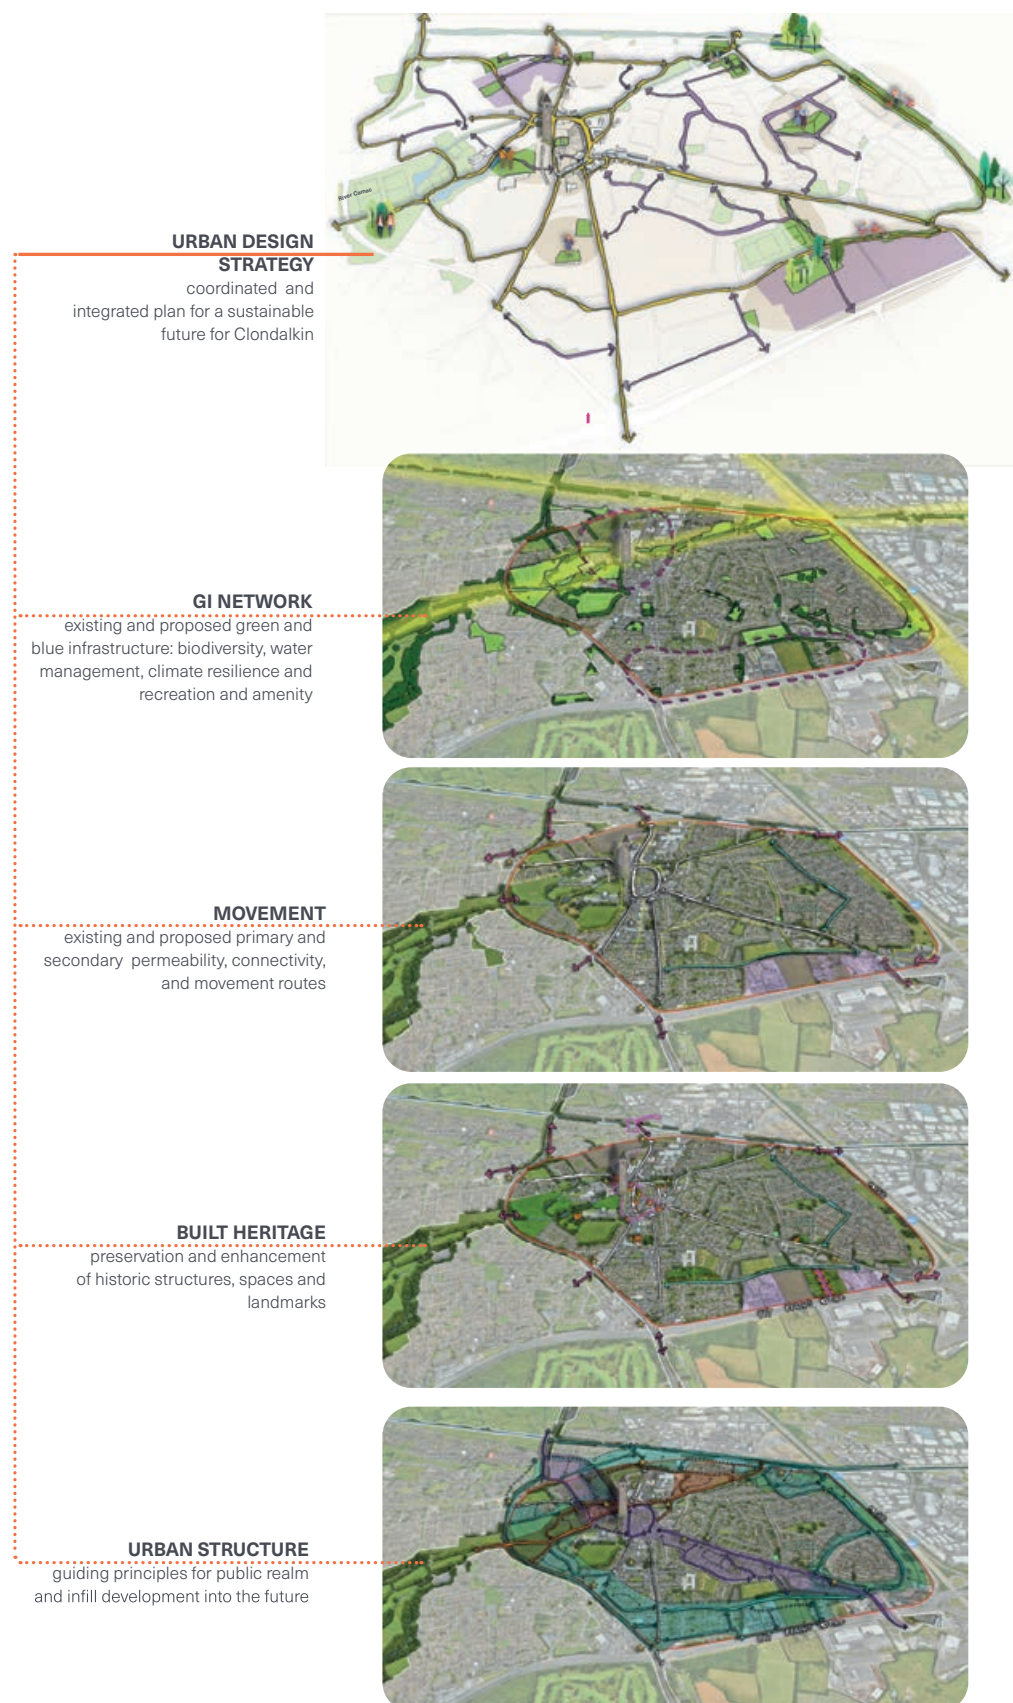 River Camac
URBAN DESIGN
STRATEGY
coordinated and
integrated plan for a sustainable
future for Clondalkin
GI NETWORK
existing and proposed green and
blue infrastructure: biodiversity, water
management, climate resilience and
recreation and amenity
MOVEMENT
existing and proposed primary and
secondary permeability, connectivity,
and movement routes
BUILT HERITAGE
preservation and enhancement
of historic structures, spaces and
landmarks
URBAN STRUCTURE
guiding principles for public realm
and infill development into the future